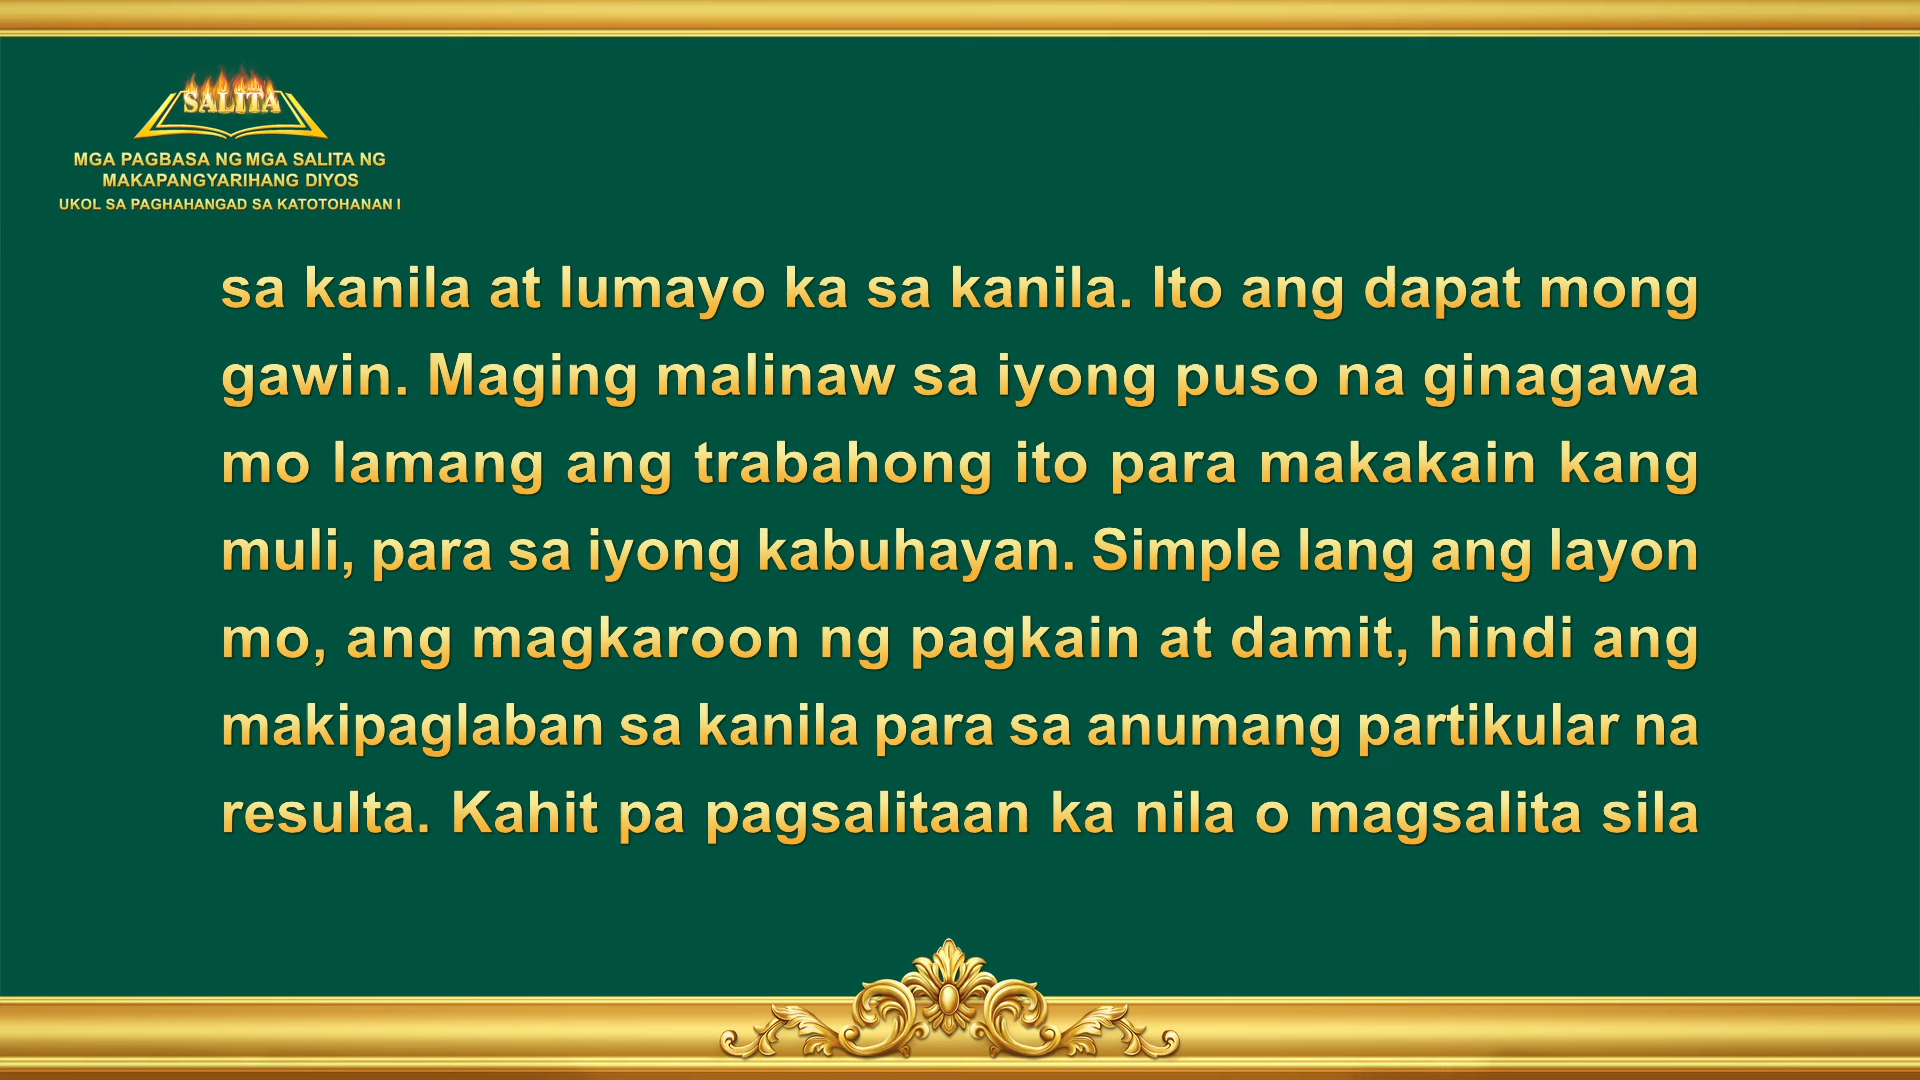 SALITA
MGA PAGBASA NG MGA SALITA NG
MAKAPANGYARIHANG DIYOS
UKOL SA PAGHAHANGAD SA KATOTOHANAN I
sa kanila at lumayo ka sa kanila. Ito ang dapat mong
gawin. Maging malinaw sa iyong puso na ginagawa
mo lamang ang trabahong ito para makakain kang
muli, para sa iyong kabuhayan. Simple lang ang layon
mo, ang magkaroon ng pagkain at damit, hindi ang
makipaglaban sa kanila para sa anumang partikular na
resulta. Kahit pa pagsalitaan ka nila o magsalita sila